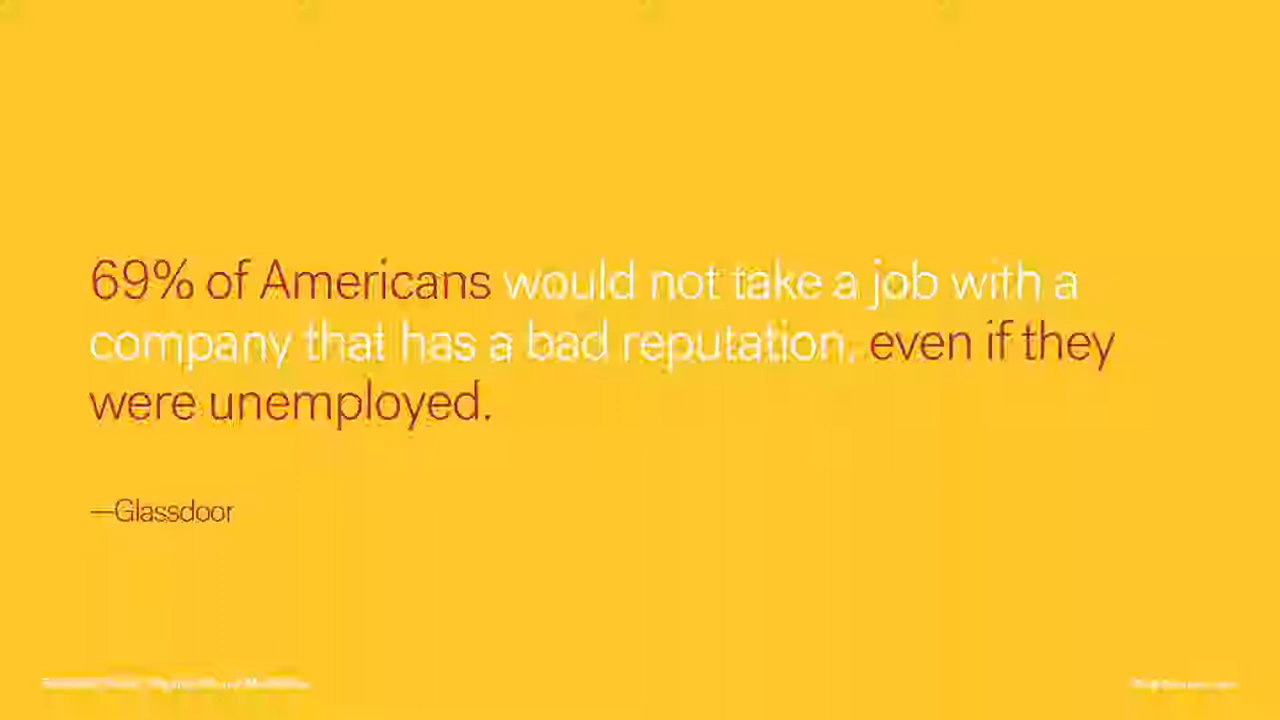 69% of Americans would not take a job with a
company that has a bad reputation, even if they
were unemployed.
—Glassdoor